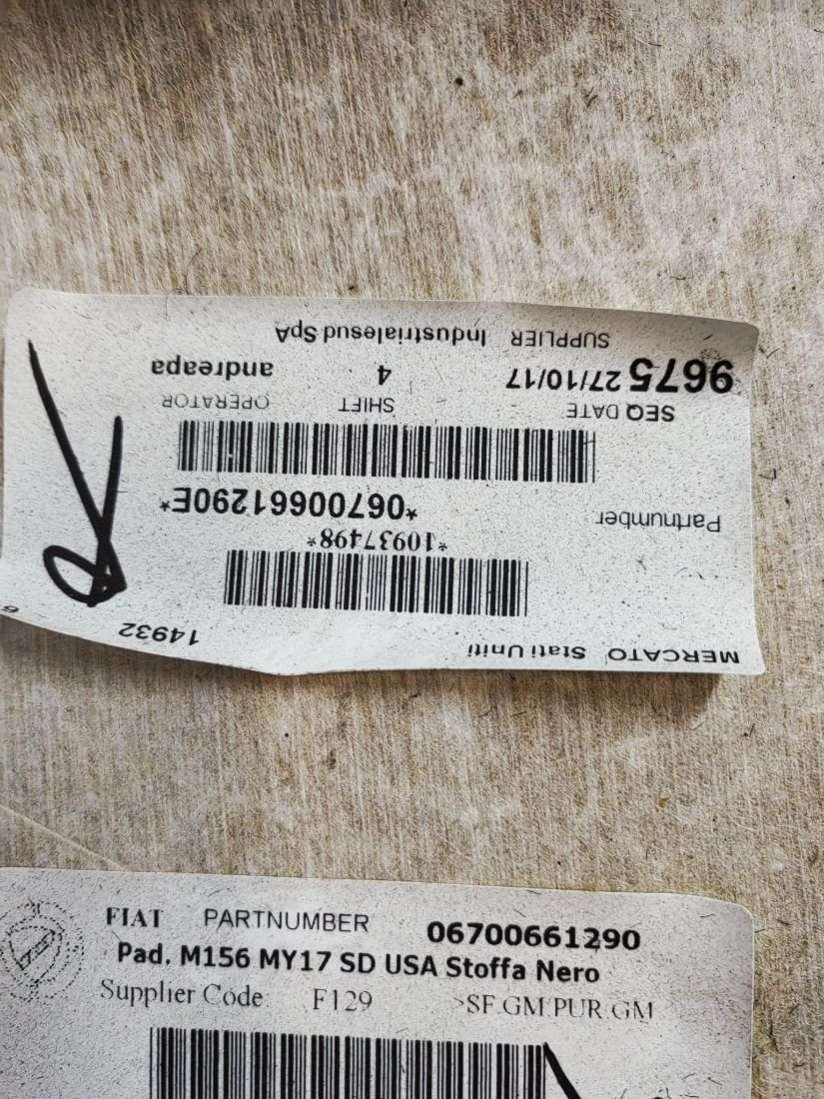 MERCATO Stati Uniti 14932 6
*10937498*
Partnumber *06700661290E*
SEQ DATE SHIFT OPERATOR
9675 27/10/17 4 andreapa
SUPPLIER Industrialesud SpA
FIAT PARTNUMBER 06700661290
Pad. M156 MY17 SD USA Stoffa Nero
Supplier Code F129 >SF.GM/PUR.GM